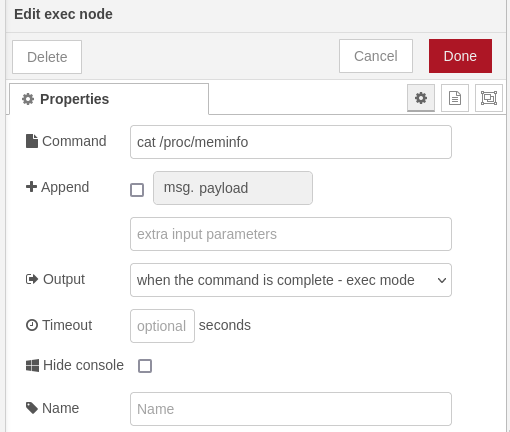 Edit exec node
Delete
Cancel
Done
Properties
Command
cat /proc/meminfo
Append
msg. payload
extra input parameters
Output
when the command is complete - exec mode
Timeout
optional
seconds
Hide console
Name
Name